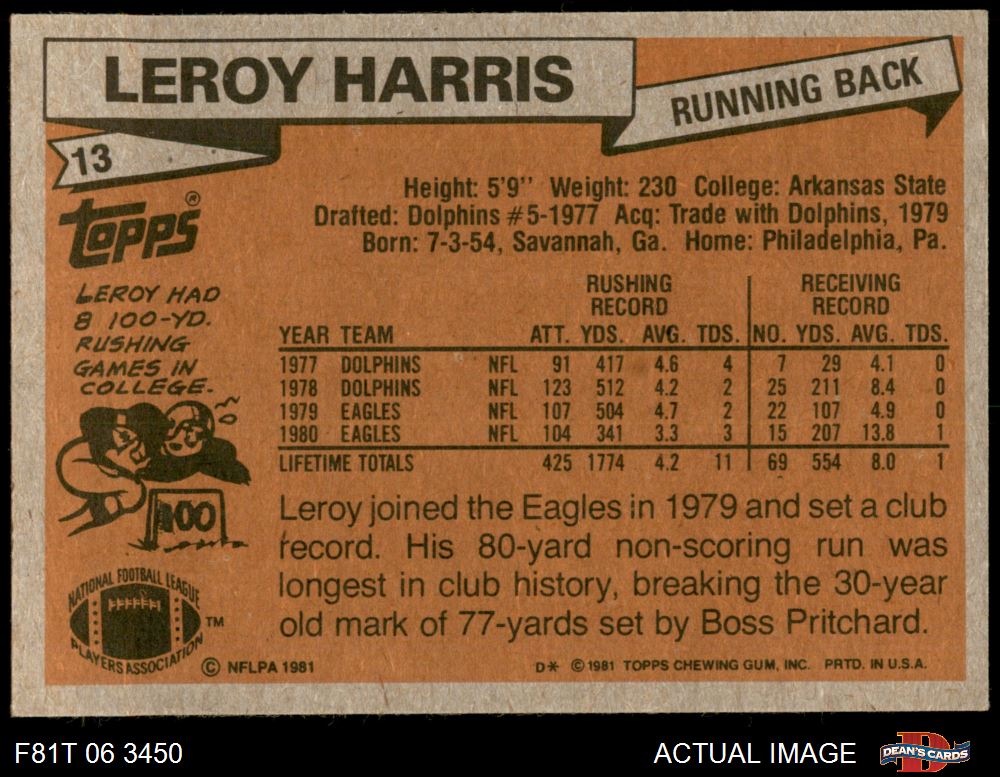 LEROY HARRIS
RUNNING BACK
13
TOPPS®
Height: 5'9'' Weight: 230 College: Arkansas State
Drafted: Dolphins #5-1977 Acq: Trade with Dolphins, 1979
Born: 7-3-54, Savannah, Ga. Home: Philadelphia, Pa.
LEROY HAD
8 100-YD.
RUSHING
GAMES IN
COLLEGE.
100
RUSHING RECEIVING
RECORD RECORD
YEAR TEAM ATT. YDS. AVG. TDS. NO. YDS. AVG. TDS.
1977 DOLPHINS NFL 91 417 4.6 4 7 29 4.1 0
1978 DOLPHINS NFL 123 512 4.2 2 25 211 8.4 0
1979 EAGLES NFL 107 504 4.7 2 22 107 4.9 0
1980 EAGLES NFL 104 341 3.3 3 15 207 13.8 1
LIFETIME TOTALS 425 1774 4.2 11 69 554 8.0 1
Leroy joined the Eagles in 1979 and set a club
record. His 80-yard non-scoring run was
longest in club history, breaking the 30-year
old mark of 77-yards set by Boss Pritchard.
NATIONAL FOOTBALL LEAGUE
PLAYERS ASSOCIATION
TM
© NFLPA 1981
D* © 1981 TOPPS CHEWING GUM, INC. PRTD. IN U.S.A.
F81T 06 3450
ACTUAL IMAGE
D
DEAN'S CARDS